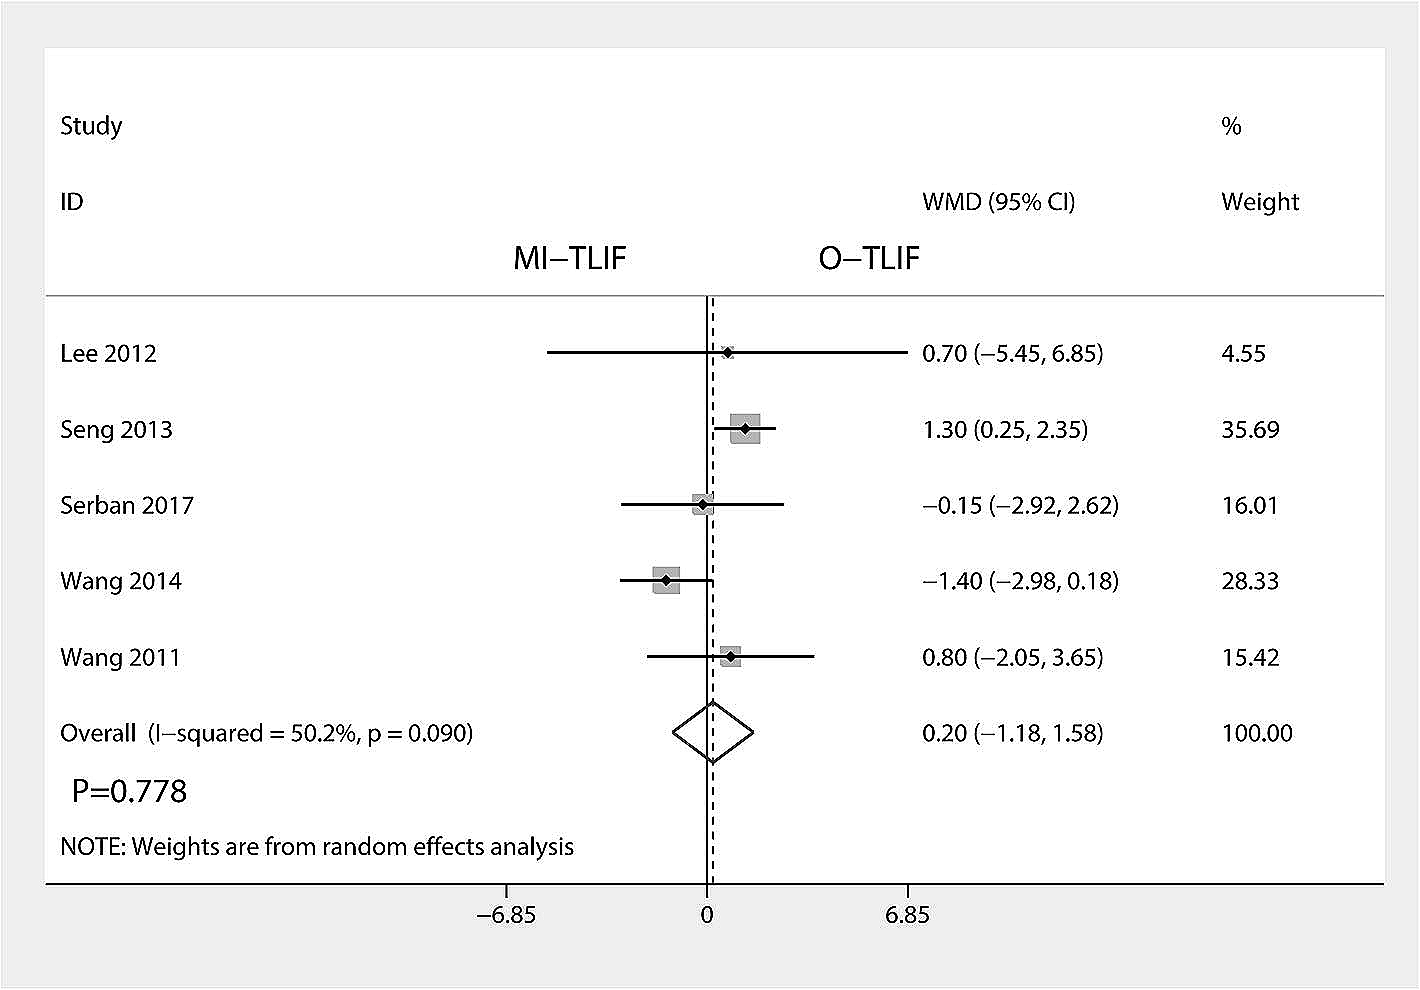 Study %
ID WMD (95% CI) Weight
MI−TLIF O−TLIF
Lee 2012 0.70 (−5.45, 6.85) 4.55
Seng 2013 1.30 (0.25, 2.35) 35.69
Serban 2017 −0.15 (−2.92, 2.62) 16.01
Wang 2014 −1.40 (−2.98, 0.18) 28.33
Wang 2011 0.80 (−2.05, 3.65) 15.42
Overall (I−squared = 50.2%, p = 0.090) 0.20 (−1.18, 1.58) 100.00
P=0.778
NOTE: Weights are from random effects analysis
−6.85 0 6.85